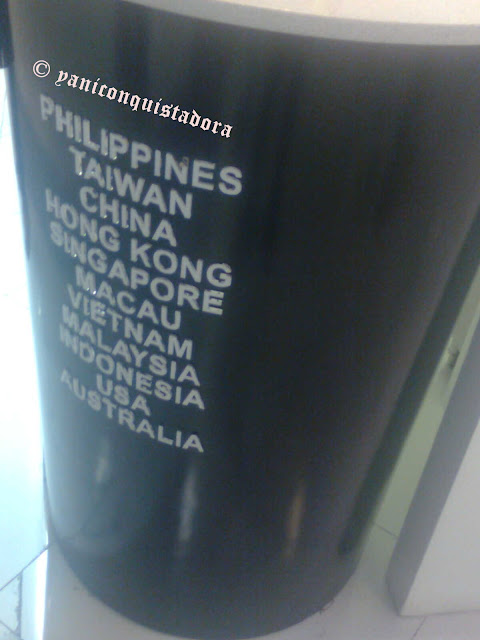 © yaniconquistadora
PHILIPPINES
TAIWAN
CHINA
HONG KONG
SINGAPORE
MACAU
VIETNAM
MALAYSIA
INDONESIA
USA
AUSTRALIA